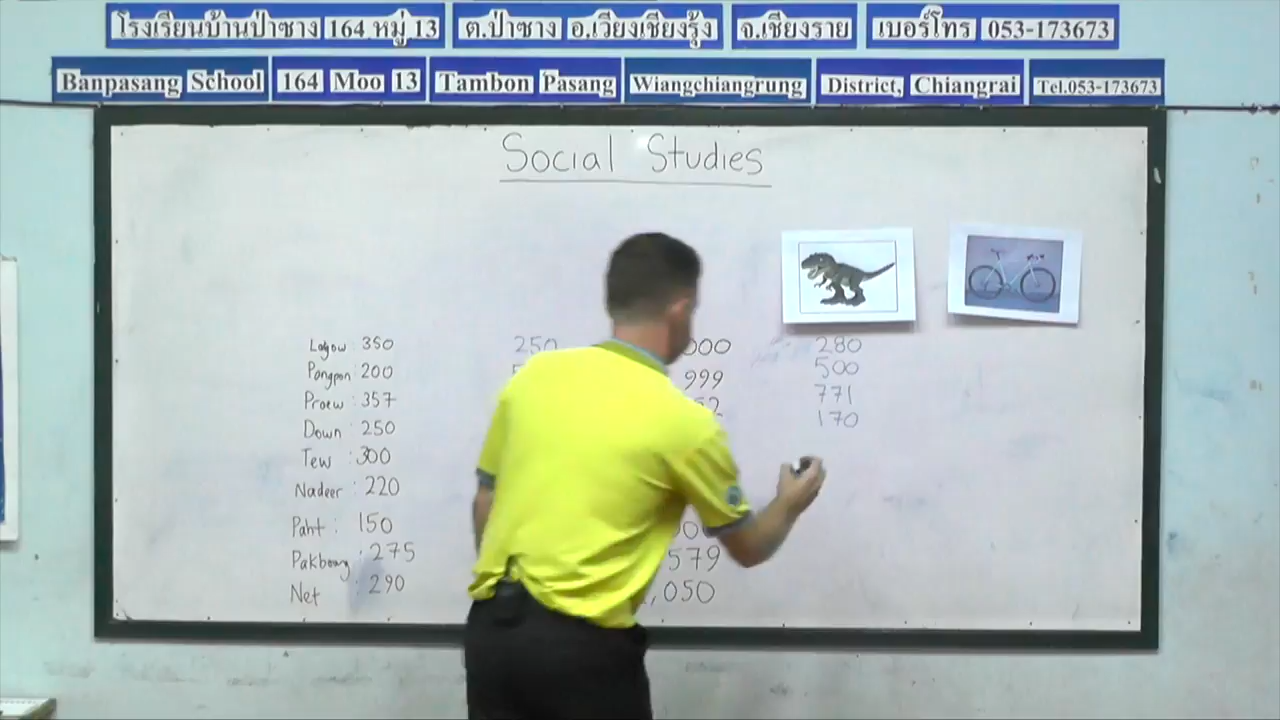 โรงเรียนบ้านป่าซาง 164 หมู่ 13 ต.ป่าซาง อ.เวียงเชียงรุ้ง จ.เชียงราย เบอร์โทร 053-173673
Banpasang School 164 Moo 13 Tambon Pasang Wiangchiangrung District, Chiangrai Tel.053-173673
Social Studies
350 250 000 280
Pongpon 200 999 500
Praew : 357 52 771
Down : 250 170
Tew : 300
Nadeer : 220
Paht : 150
: 275 579
Net : 290 ,050